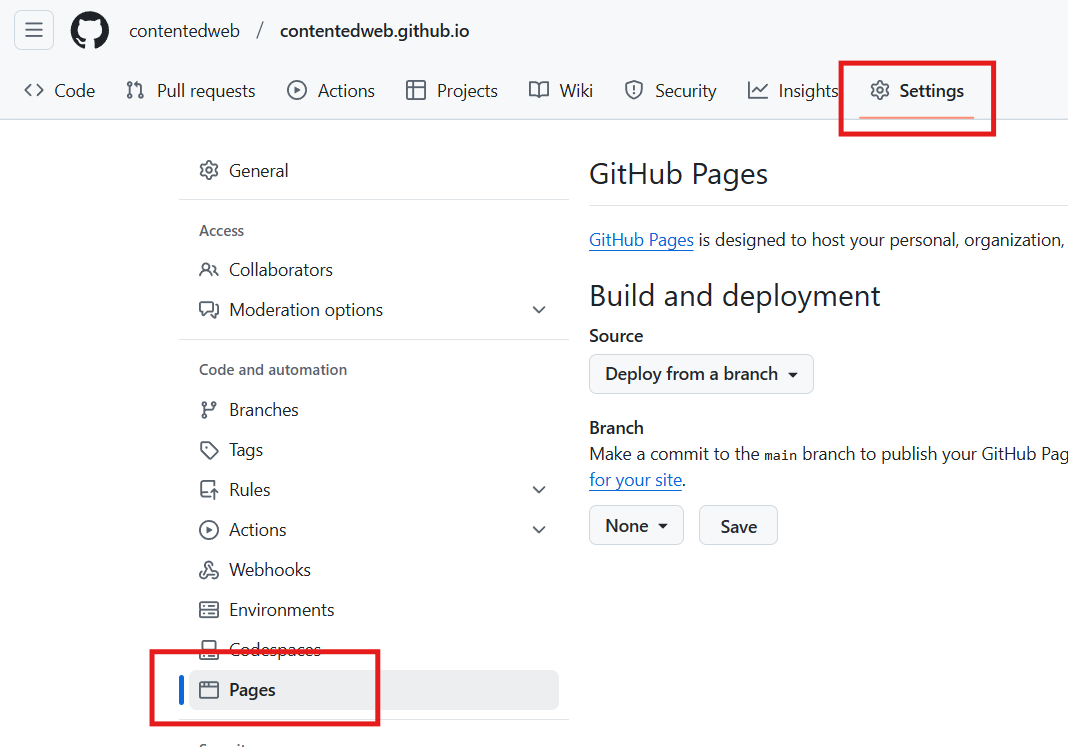 contentedweb / contentedweb.github.io
Code Pull requests Actions Projects Wiki Security Insights Settings
General
Access
Collaborators
Moderation options
Code and automation
Branches
Tags
Rules
Actions
Webhooks
Environments
Codespaces
Pages
GitHub Pages
GitHub Pages is designed to host your personal, organization,
Build and deployment
Source
Deploy from a branch
Branch
Make a commit to the main branch to publish your GitHub Pag
for your site.
None Save